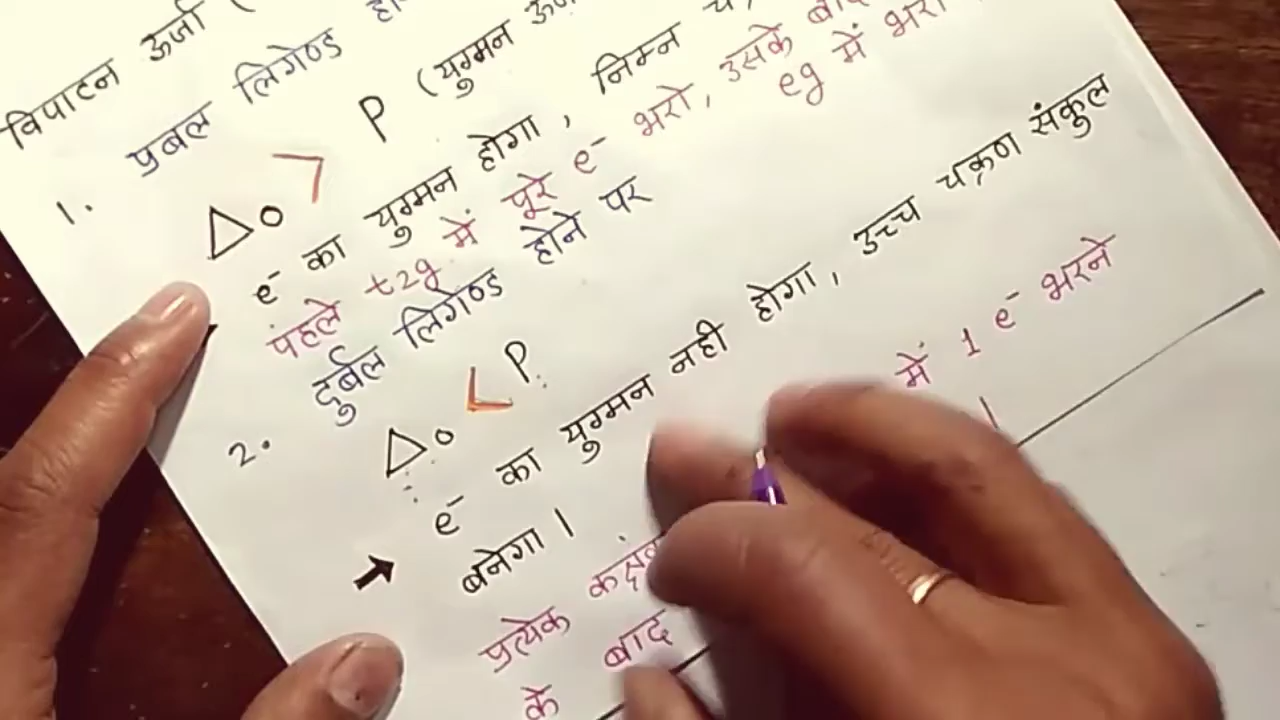 विपाटन ऊर्जा (
1. प्रबल लिगेण्ड
Δo > P (युग्मन
e⁻ का युग्मन होगा, निम्न
पहले t2g में पूरे e⁻ भरो, उसके बाद
eg में भरो
2. दुर्बल लिगेण्ड होने पर
Δo < P
e⁻ का युग्मन नही होगा, उच्च चक्रण संकुल
बनेगा।
प्रत्येक में 1 e⁻ भरने
के बाद ।